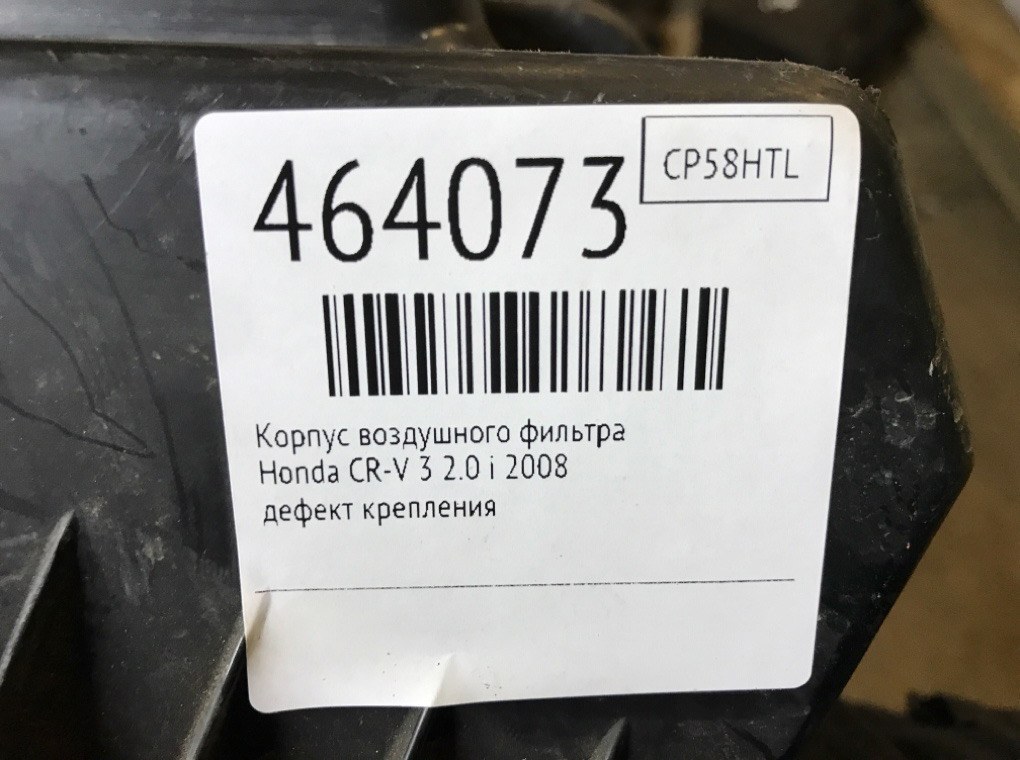 464073
CP58HTL
Корпус воздушного фильтра
Honda CR-V 3 2.0 i 2008
дефект крепления